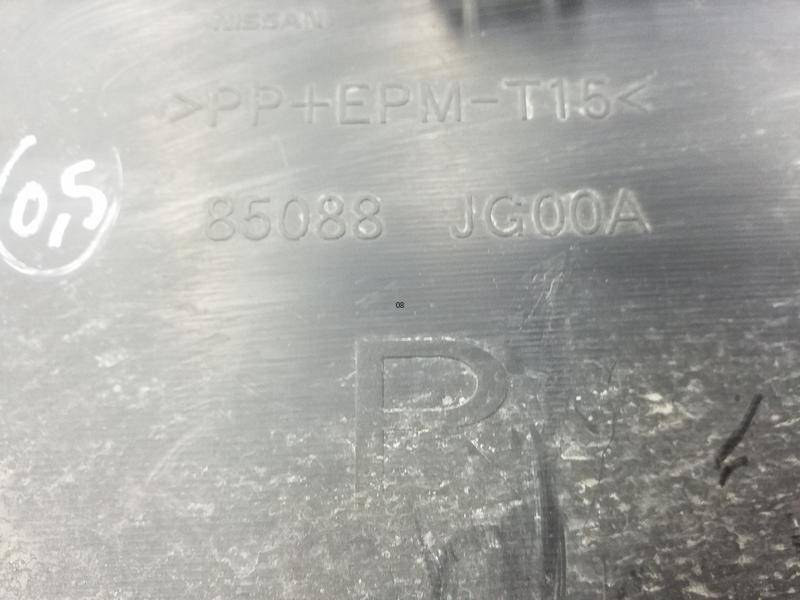 NISSAN
>PP+EPM-T15<
0,5
85088 JG00A
08
R